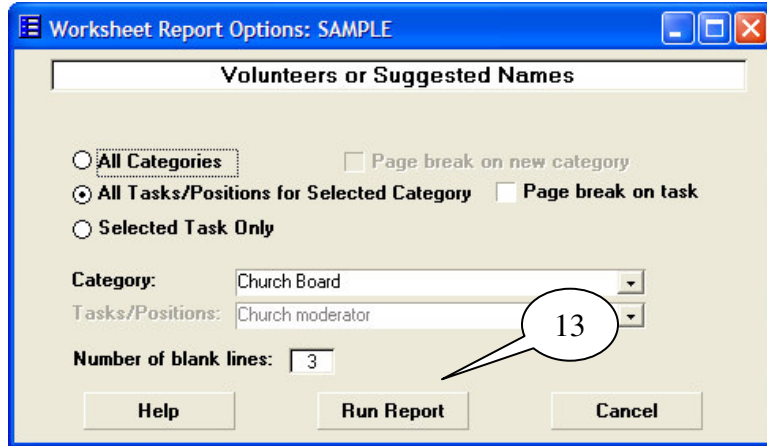 Worksheet Report Options: SAMPLE
Volunteers or Suggested Names
All Categories Page break on new category
All Tasks/Positions for Selected Category Page break on task
Selected Task Only
Category: Church Board
Tasks/Positions: Church moderator
13
Number of blank lines: 3
Help Run Report Cancel